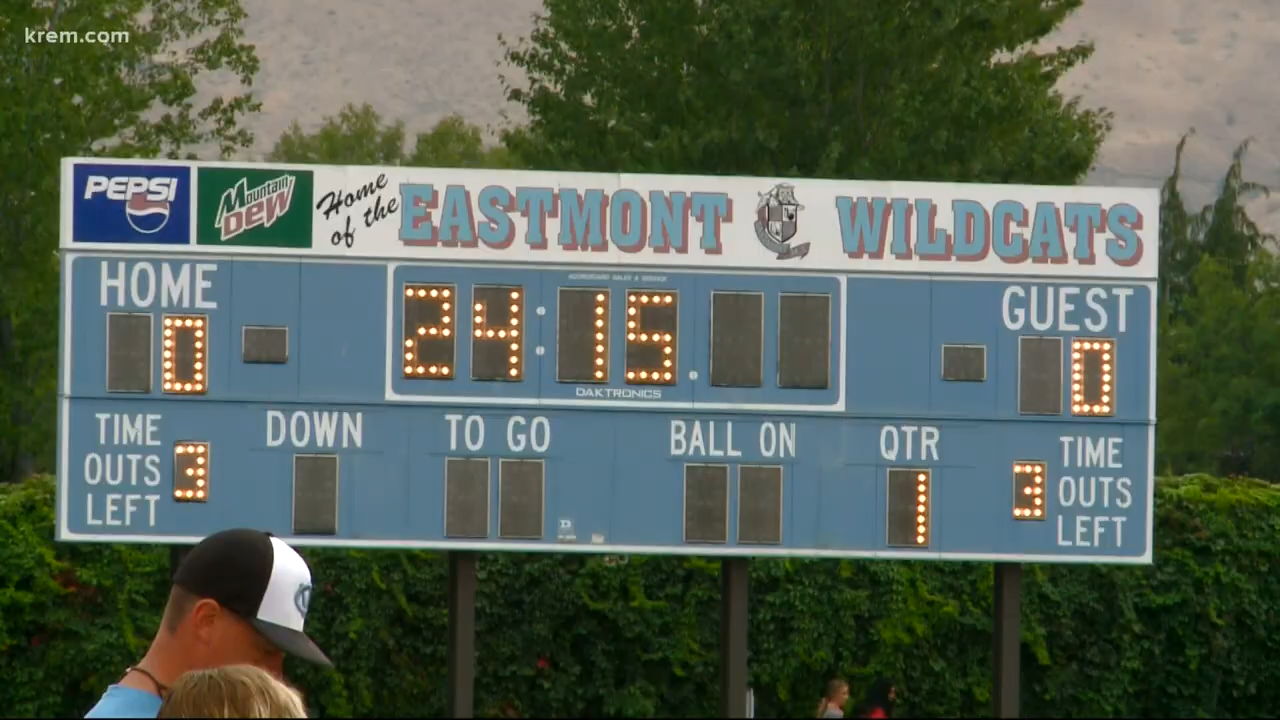 krem.com
PEPSI
Mountain Dew
Home of the
EASTMONT WILDCATS
HOME
0
24:15
DAKTRONICS
GUEST
0
TIME OUTS LEFT
3
DOWN
TO GO
BALL ON
QTR
1
3
TIME OUTS LEFT